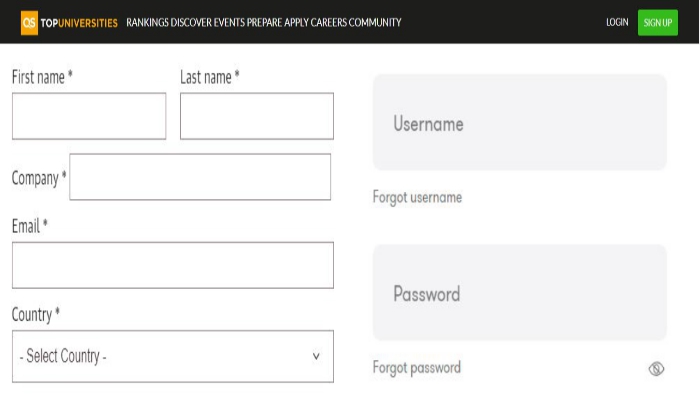 QS TOPUNIVERSITIES RANKINGS DISCOVER EVENTS PREPARE APPLY CAREERS COMMUNITY LOGIN SIGN UP
First name * Last name *
Company *
Email *
Country *
- Select Country -
Username
Forgot username
Password
Forgot password